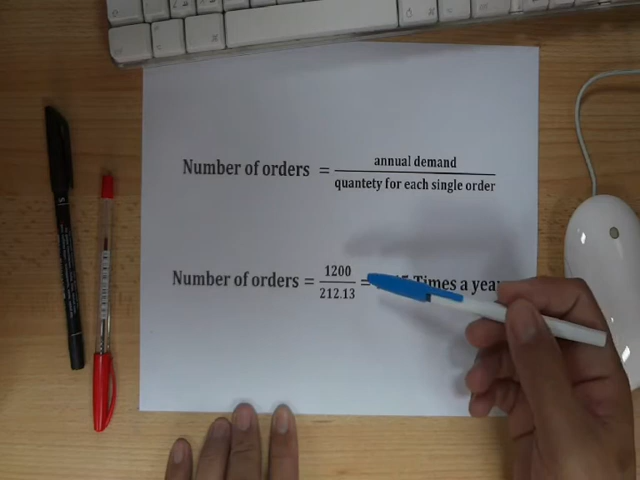 Number of orders = annual demand / quantety for each single order
Number of orders = 1200 / 212.13 = Times a year